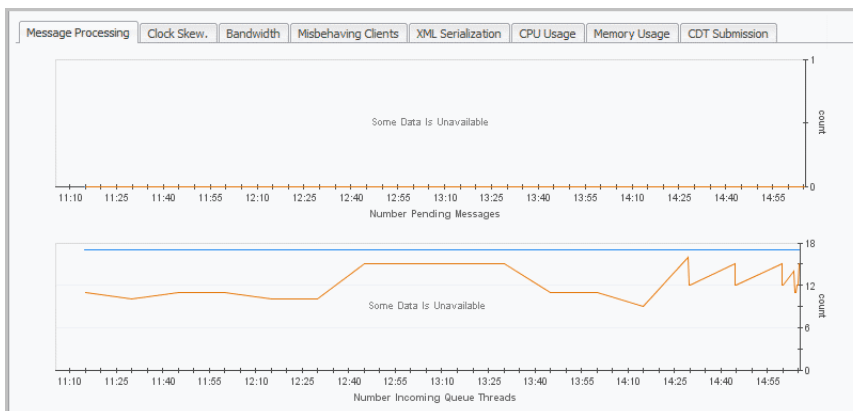 Message Processing Clock Skew. Bandwidth Misbehaving Clients XML Serialization CPU Usage Memory Usage CDT Submission
1
Some Data Is Unavailable
count
0
11:10 11:25 11:40 11:55 12:10 12:25 12:40 12:55 13:10 13:25 13:40 13:55 14:10 14:25 14:40 14:55
Number Pending Messages
18
12
Some Data Is Unavailable
count
6
0
11:10 11:25 11:40 11:55 12:10 12:25 12:40 12:55 13:10 13:25 13:40 13:55 14:10 14:25 14:40 14:55
Number Incoming Queue Threads